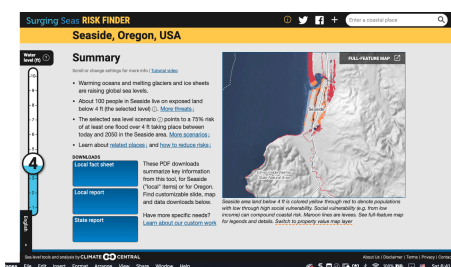 Surging Seas RISK FINDER
Enter a coastal place
Seaside, Oregon, USA
Water
level (ft)
Summary
Scroll or change settings for more info | Tutorial video
FULL-FEATURE MAP
• Warming oceans and melting glaciers and ice sheets
are raising global sea levels.
• About 100 people in Seaside live on exposed land
below 4 ft (the selected level). More threats
• The selected sea level scenario points to a 75% risk
of at least one flood over 4 ft taking place between
today and 2050 in the Seaside area. More scenarios
• Learn about related places and how to reduce risks
DOWNLOADS
Local fact sheet
Local report
State report
These PDF downloads
summarize key information
from this tool, for Seaside
("local" items) or for Oregon.
Find customizable slide, map
and data downloads below.
Have more specific needs?
Learn about our custom work
10
4
English
Seaside
Seaside area land below 4 ft is colored yellow through red to denote places
with low through high social vulnerability. Social vulnerability (e.g. from low
income) can compound coastal risk. Maroon lines are levees. See full-feature map
for legends and details. Switch to property value map layer
Sea level tools and analysis by CLIMATE CENTRAL
About Us | Disclaimer | Terms | Privacy | Contact
File Edit Insert Format Arrange View Share Window Help
100%